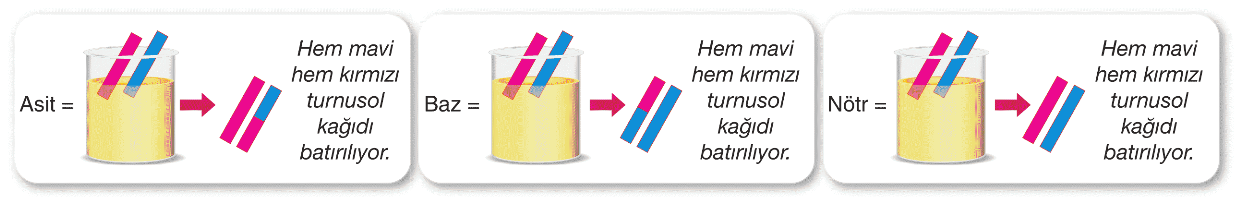 Asit =
Hem mavi
hem kırmızı
turnusol
kağıdı
batırılıyor.
Baz =
Hem mavi
hem kırmızı
turnusol
kağıdı
batırılıyor.
Nötr =
Hem mavi
hem kırmızı
turnusol
kağıdı
batırılıyor.